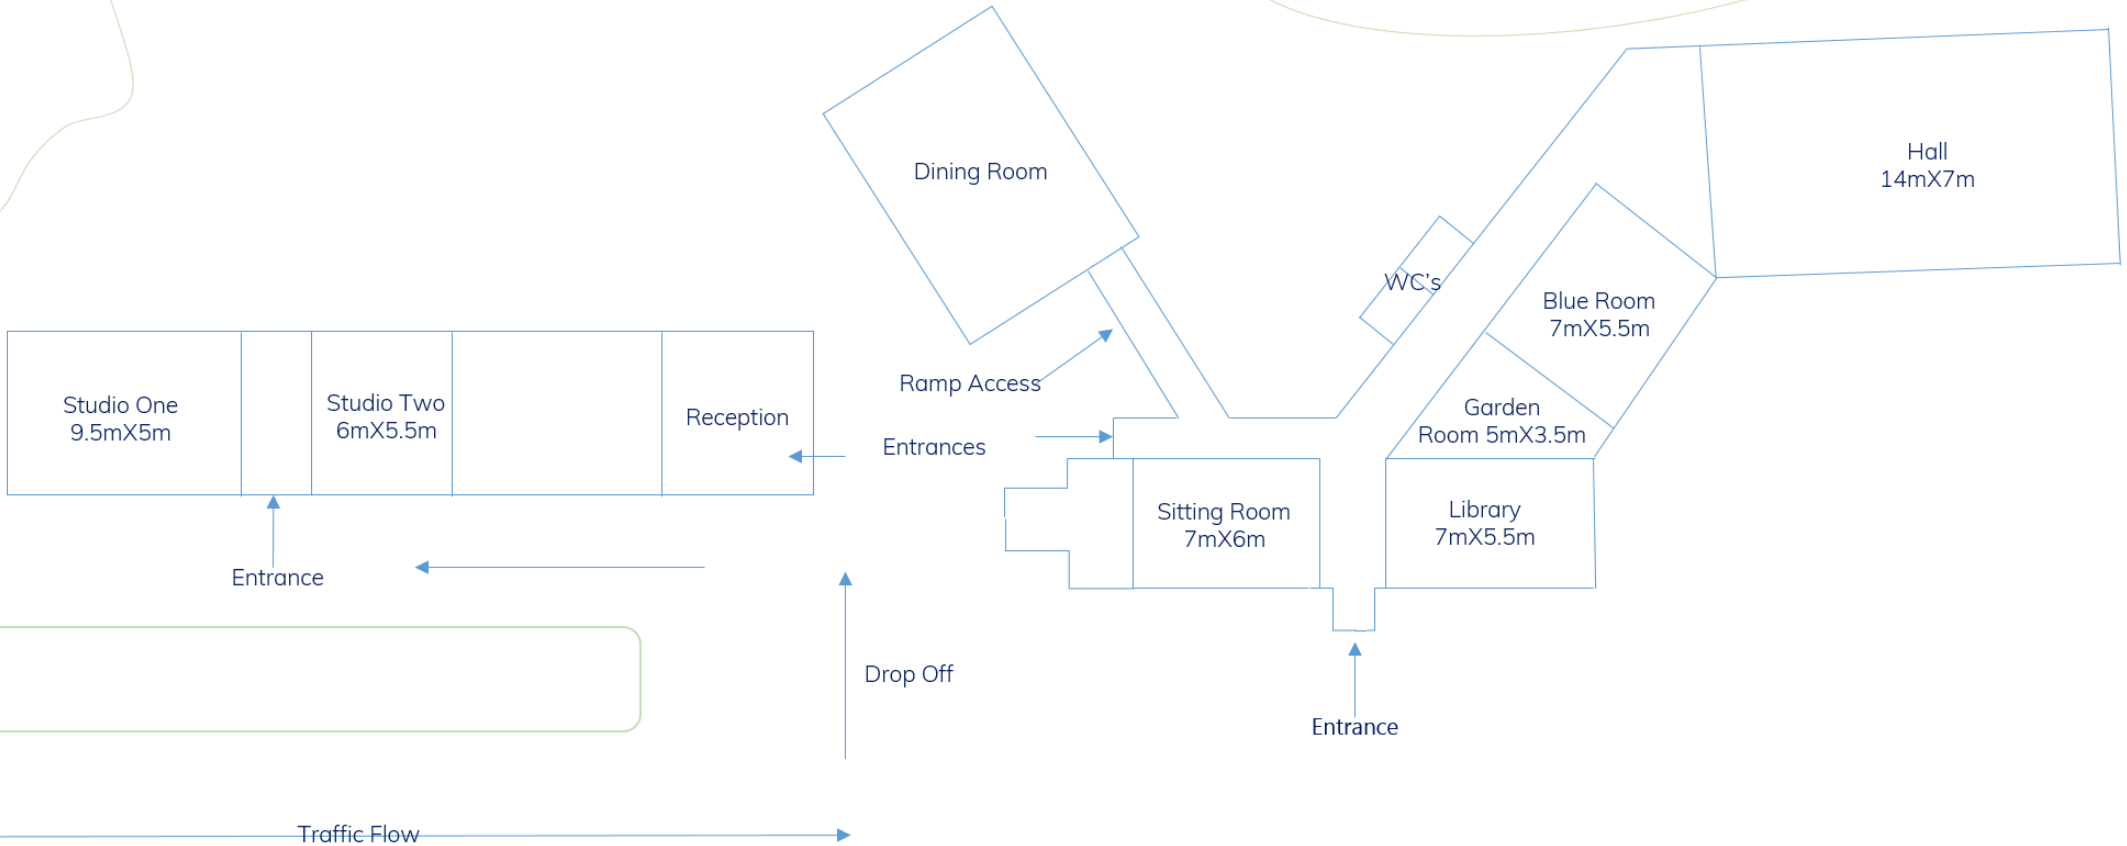 Dining Room
Hall
14mX7m
WC's
Blue Room
7mX5.5m
Ramp Access
Studio One
9.5mX5m
Studio Two
6mX5.5m
Reception
Entrances
Garden
Room 5mX3.5m
Sitting Room
7mX6m
Library
7mX5.5m
Entrance
Drop Off
Entrance
Traffic Flow